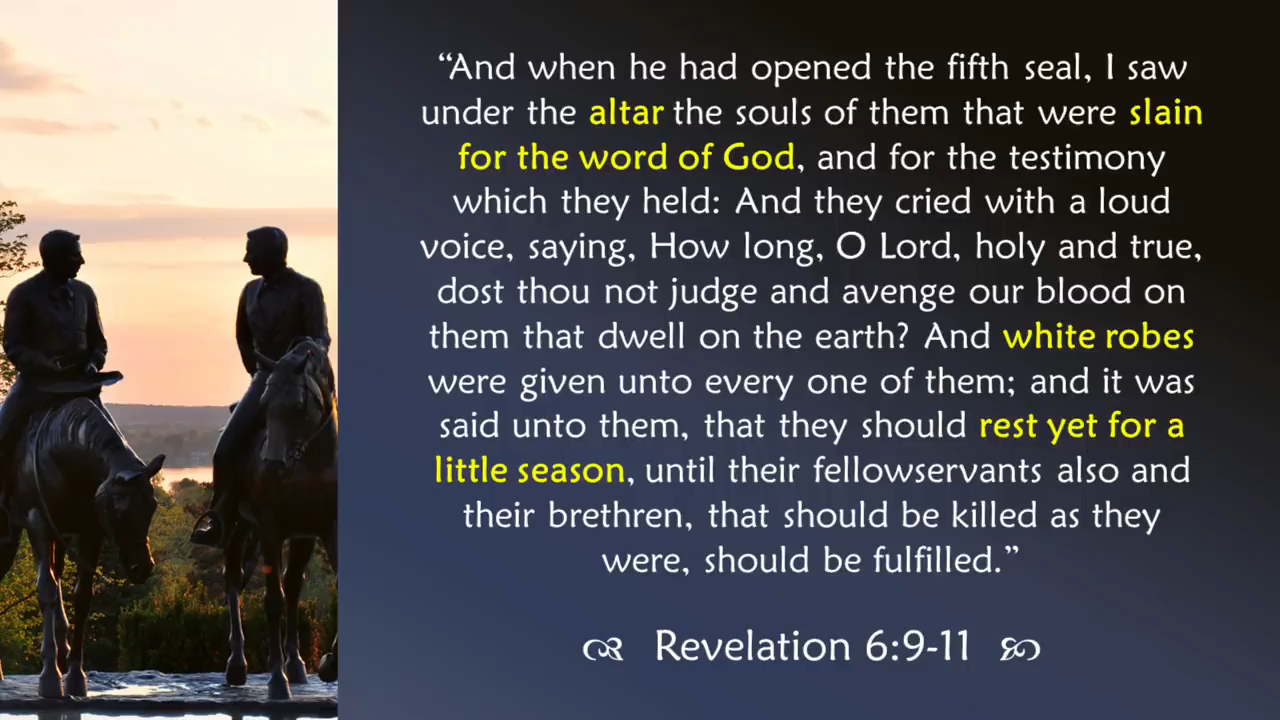 “And when he had opened the fifth seal, I saw
under the altar the souls of them that were slain
for the word of God, and for the testimony
which they held: And they cried with a loud
voice, saying, How long, O Lord, holy and true,
dost thou not judge and avenge our blood on
them that dwell on the earth? And white robes
were given unto every one of them; and it was
said unto them, that they should rest yet for a
little season, until their fellowservants also and
their brethren, that should be killed as they
were, should be fulfilled.”
Revelation 6:9-11